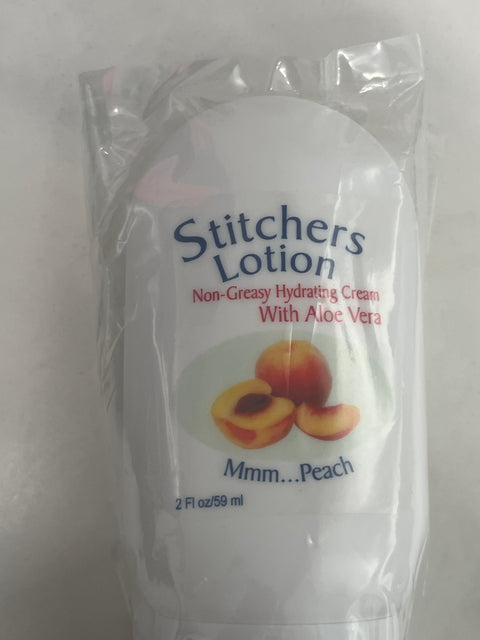 Stitchers
Lotion
Non-Greasy Hydrating Cream
With Aloe Vera
Mmm...Peach
2 Fl oz/59 ml